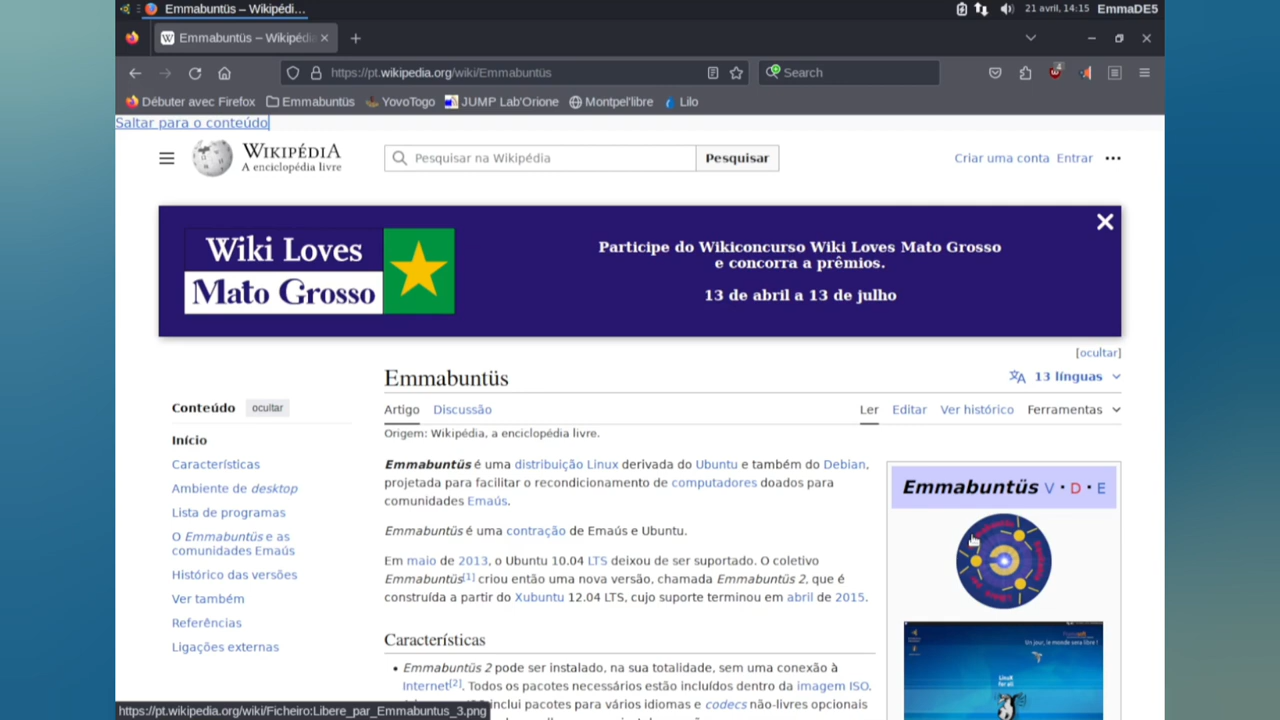 Emmabuntüs – Wikipédi...
21 avril, 14:15
EmmaDE5
Emmabuntüs – Wikipédi
https://pt.wikipedia.org/wiki/Emmabuntüs
Search
4
Débuter avec Firefox
Emmabuntüs
YovoTogo
JUMP Lab'Orione
Montpel'libre
Lilo
Saltar para o conteúdo
WIKIPÉDIA
A enciclopédia livre
Pesquisar na Wikipédia
Pesquisar
Criar uma conta
Entrar
Wiki Loves
Mato Grosso
Participe do Wikiconcurso Wiki Loves Mato Grosso
e concorra a prêmios.
13 de abril a 13 de julho
[ocultar]
Emmabuntüs
13 línguas
Conteúdo
ocultar
Artigo
Discussão
Ler
Editar
Ver histórico
Ferramentas
Origem: Wikipédia, a enciclopédia livre.
Início
Características
Ambiente de desktop
Lista de programas
O Emmabuntüs e as
comunidades Emaús
Histórico das versões
Ver também
Referências
Ligações externas
Emmabuntüs é uma distribuição Linux derivada do Ubuntu e também do Debian,
projetada para facilitar o recondicionamento de computadores doados para
comunidades Emaús.
Emmabuntüs é uma contração de Emaús e Ubuntu.
Em maio de 2013, o Ubuntu 10.04 LTS deixou de ser suportado. O coletivo
Emmabuntüs[1] criou então uma nova versão, chamada Emmabuntüs 2, que é
construída a partir do Xubuntu 12.04 LTS, cujo suporte terminou em abril de 2015.
Características
• Emmabuntüs 2 pode ser instalado, na sua totalidade, sem uma conexão à
Internet[2]. Todos os pacotes necessários estão incluídos dentro da imagem ISO.
inclui pacotes para vários idiomas e codecs não-livres opcionais
Emmabuntüs V · D · E
Un jour, le monde sera libre !
Linux
for all
https://pt.wikipedia.org/wiki/Ficheiro:Libere_par_Emmabuntus_3.png